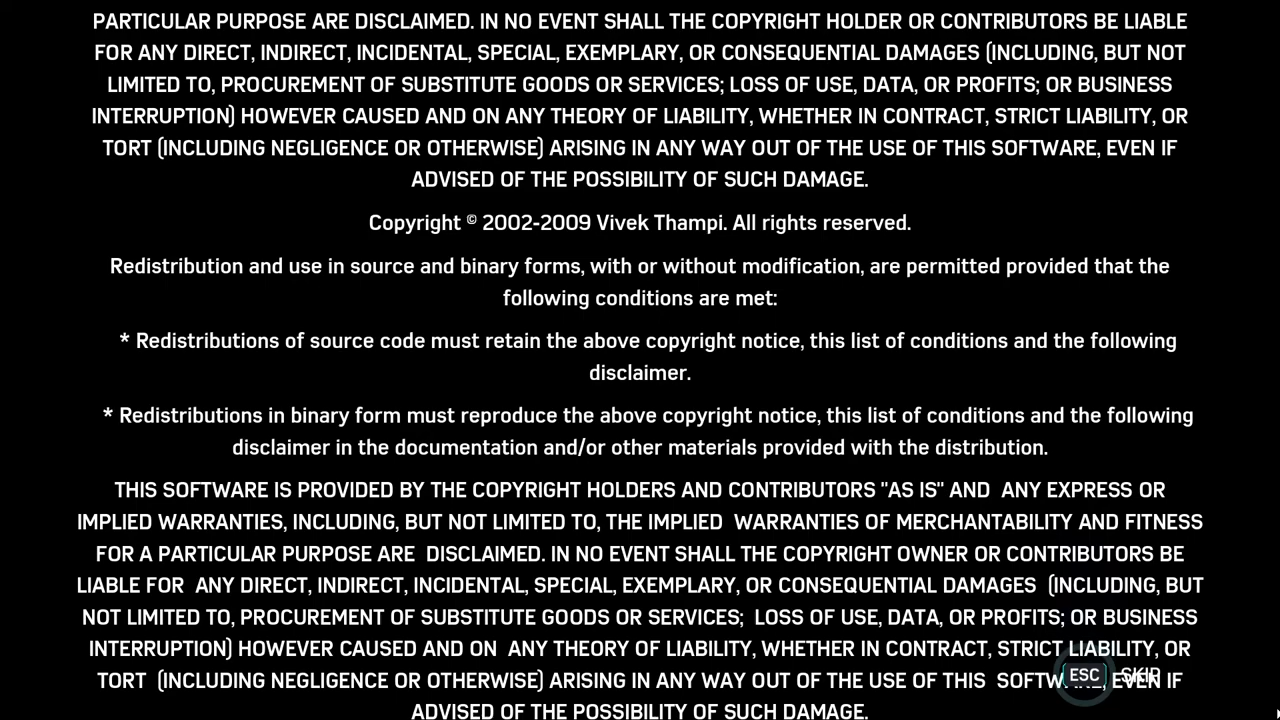 PARTICULAR PURPOSE ARE DISCLAIMED. IN NO EVENT SHALL THE COPYRIGHT HOLDER OR CONTRIBUTORS BE LIABLE
FOR ANY DIRECT, INDIRECT, INCIDENTAL, SPECIAL, EXEMPLARY, OR CONSEQUENTIAL DAMAGES (INCLUDING, BUT NOT
LIMITED TO, PROCUREMENT OF SUBSTITUTE GOODS OR SERVICES; LOSS OF USE, DATA, OR PROFITS; OR BUSINESS
INTERRUPTION) HOWEVER CAUSED AND ON ANY THEORY OF LIABILITY, WHETHER IN CONTRACT, STRICT LIABILITY, OR
TORT (INCLUDING NEGLIGENCE OR OTHERWISE) ARISING IN ANY WAY OUT OF THE USE OF THIS SOFTWARE, EVEN IF
ADVISED OF THE POSSIBILITY OF SUCH DAMAGE.
Copyright © 2002-2009 Vivek Thampi. All rights reserved.
Redistribution and use in source and binary forms, with or without modification, are permitted provided that the
following conditions are met:
* Redistributions of source code must retain the above copyright notice, this list of conditions and the following
disclaimer.
* Redistributions in binary form must reproduce the above copyright notice, this list of conditions and the following
disclaimer in the documentation and/or other materials provided with the distribution.
THIS SOFTWARE IS PROVIDED BY THE COPYRIGHT HOLDERS AND CONTRIBUTORS "AS IS" AND ANY EXPRESS OR
IMPLIED WARRANTIES, INCLUDING, BUT NOT LIMITED TO, THE IMPLIED WARRANTIES OF MERCHANTABILITY AND FITNESS
FOR A PARTICULAR PURPOSE ARE DISCLAIMED. IN NO EVENT SHALL THE COPYRIGHT OWNER OR CONTRIBUTORS BE
LIABLE FOR ANY DIRECT, INDIRECT, INCIDENTAL, SPECIAL, EXEMPLARY, OR CONSEQUENTIAL DAMAGES (INCLUDING, BUT
NOT LIMITED TO, PROCUREMENT OF SUBSTITUTE GOODS OR SERVICES; LOSS OF USE, DATA, OR PROFITS; OR BUSINESS
INTERRUPTION) HOWEVER CAUSED AND ON ANY THEORY OF LIABILITY, WHETHER IN CONTRACT, STRICT LIABILITY, OR
TORT (INCLUDING NEGLIGENCE OR OTHERWISE) ARISING IN ANY WAY OUT OF THE USE OF THIS SOFTWARE, EVEN IF
ESC SKIP
ADVISED OF THE POSSIBILITY OF SUCH DAMAGE.